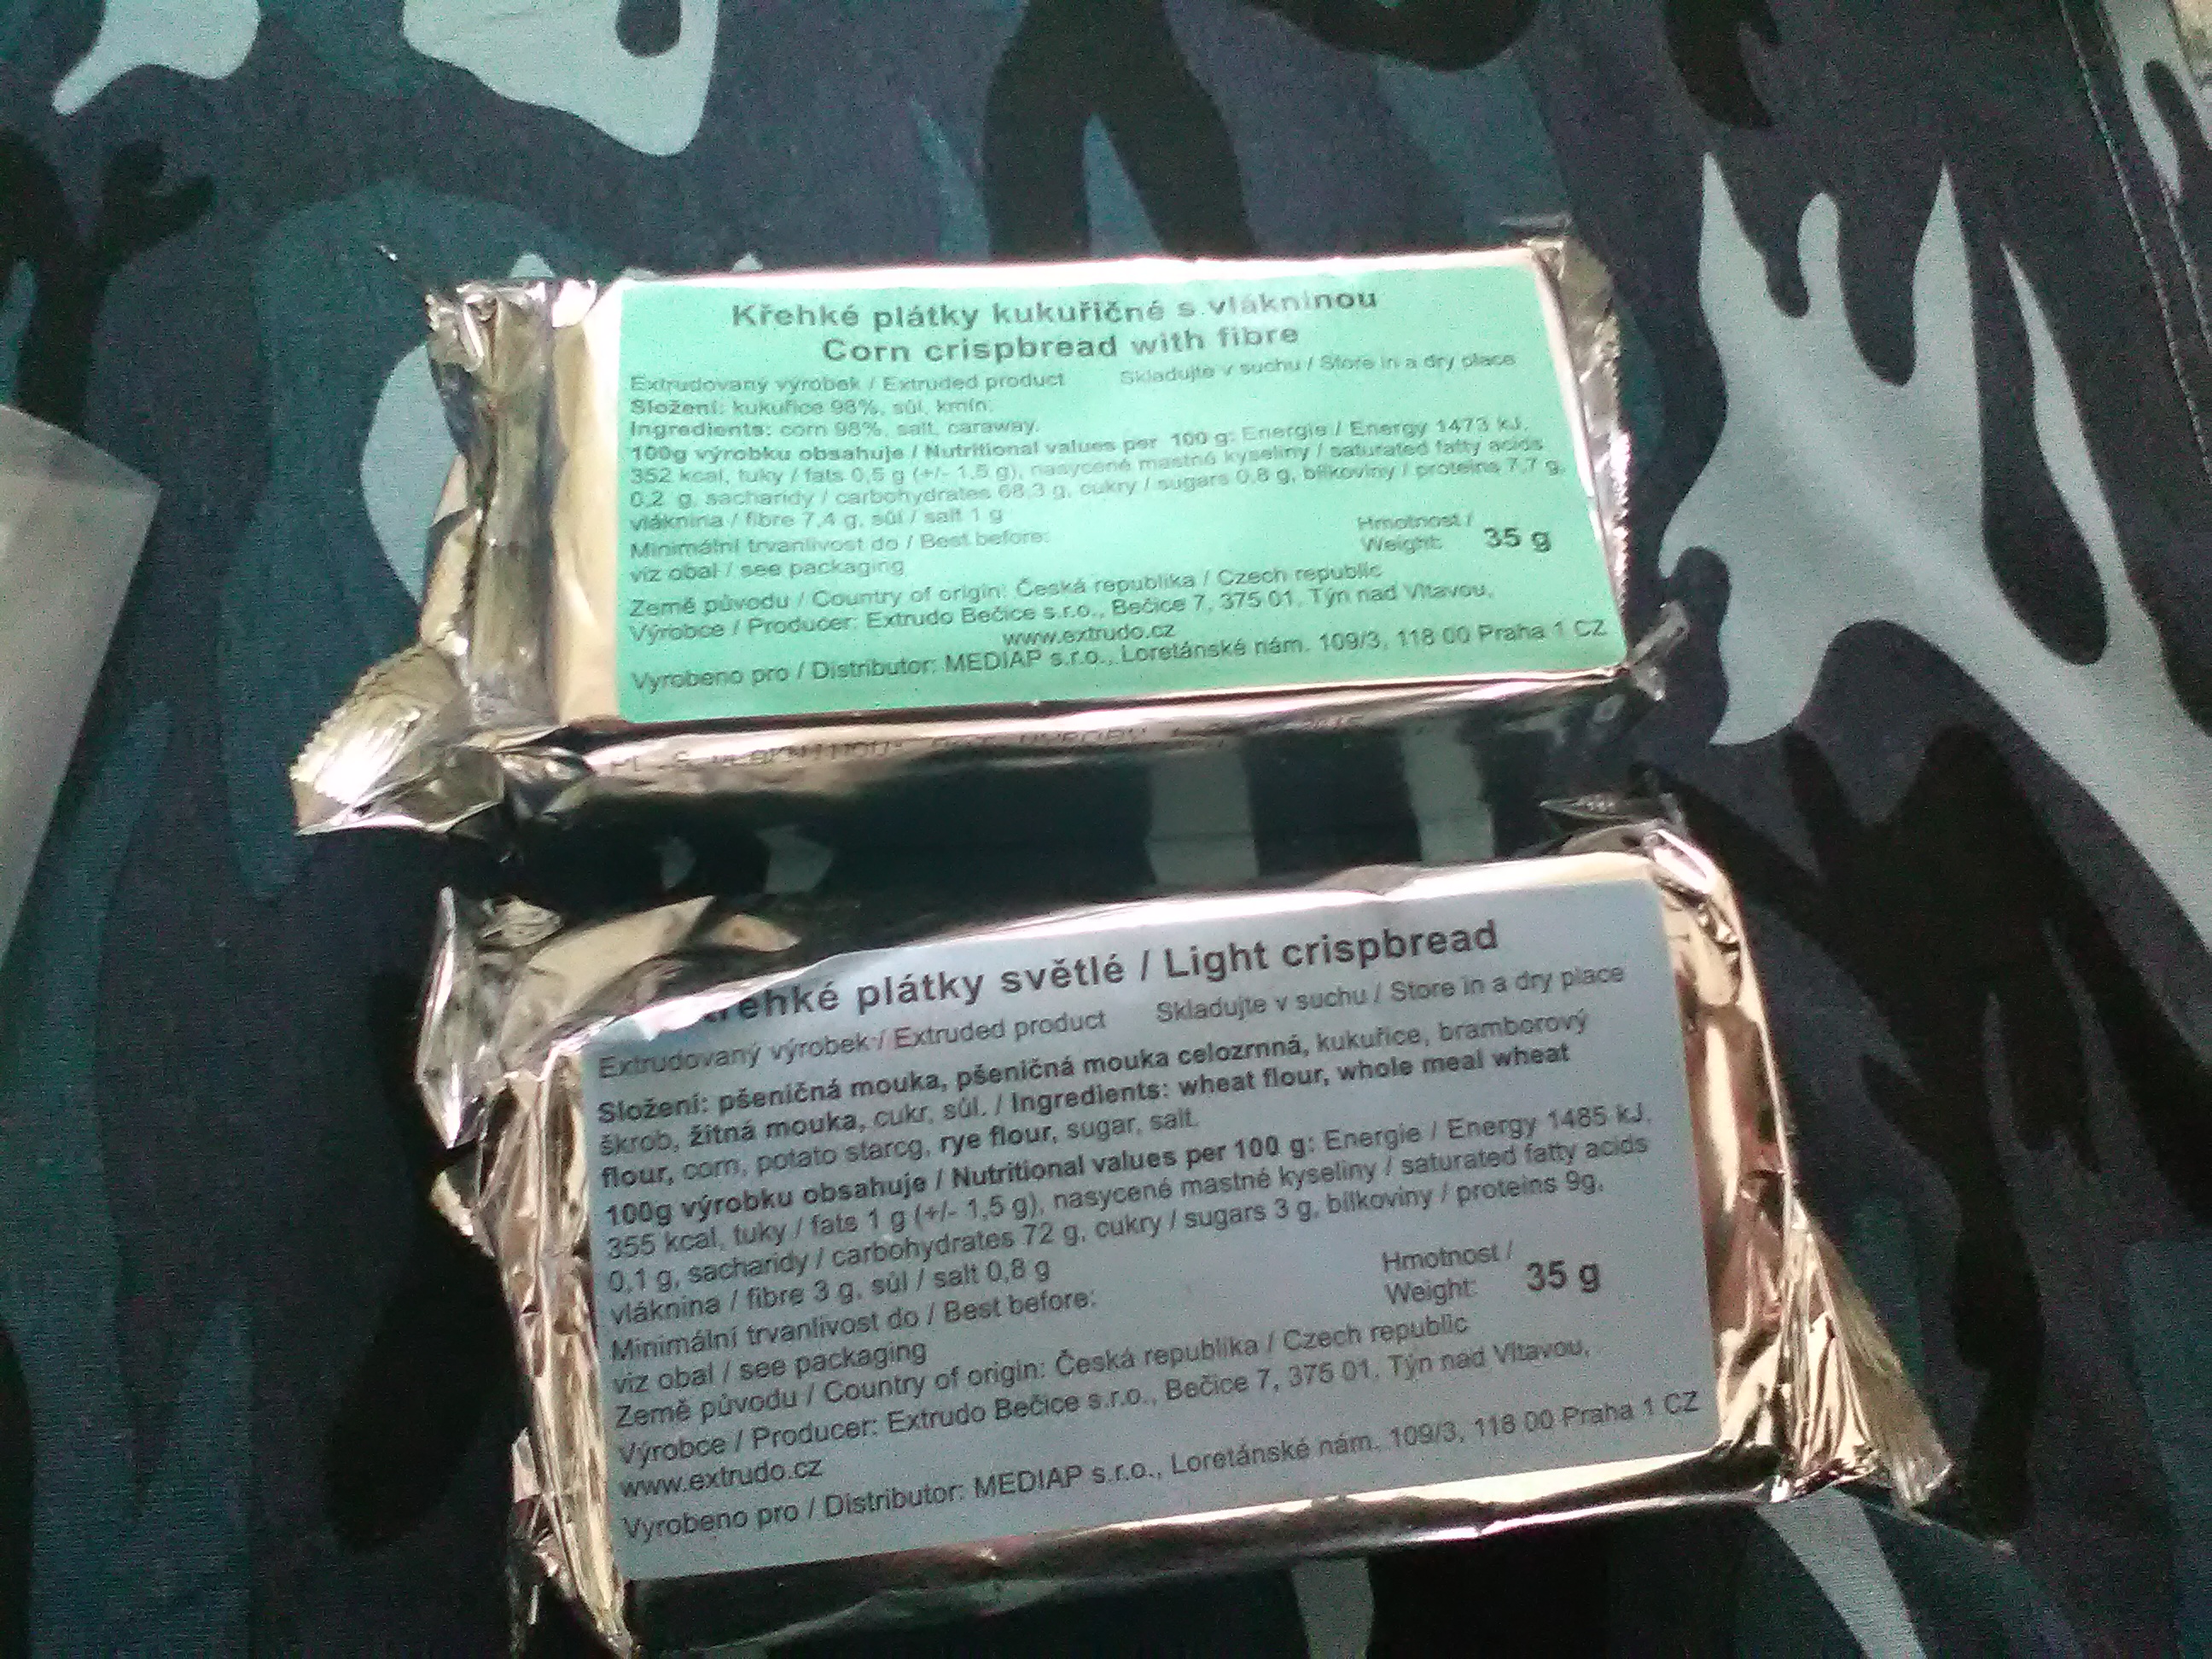 Křehké plátky kukuřičné s vlákninou
Corn crispbread with fibre
Extrudovaný výrobek / Extruded product Skladujte v suchu / Store in a dry place
Složení: kukuřice 98%, sůl, kmín.
Ingredients: corn 98%, salt, caraway.
100g výrobku obsahuje / Nutritional values per 100 g: Energie / Energy 1473 kJ,
352 kcal, tuky / fats 0,5 g (+/- 1,5 g), nasycené mastné kyseliny / saturated fatty acids
0,2 g, sacharidy / carbohydrates 68,3 g, cukry / sugars 0,8 g, bílkoviny / proteins 7,7 g,
vláknina / fibre 7,4 g, sůl / salt 1 g
Minimální trvanlivost do / Best before:
viz obal / see packaging
Hmotnost /
Weight: 35 g
Země původu / Country of origin: Česká republika / Czech republic
Výrobce / Producer: Extrudo Bečice s.r.o., Bečice 7, 375 01, Týn nad Vltavou,
www.extrudo.cz
Vyrobeno pro / Distributor: MEDIAP s.r.o., Loretánské nám. 109/3, 118 00 Praha 1 CZ
řehké plátky světlé / Light crispbread
Extrudovaný výrobek / Extruded product Skladujte v suchu / Store in a dry place
Složení: pšeničná mouka, pšeničná mouka celozrnná, kukuřice, bramborový
škrob, žitná mouka, cukr, sůl. / Ingredients: wheat flour, whole meal wheat
flour, corn, potato starcg, rye flour, sugar, salt.
100g výrobku obsahuje / Nutritional values per 100 g: Energie / Energy 1485 kJ,
355 kcal, tuky / fats 1 g (+/- 1,5 g), nasycené mastné kyseliny / saturated fatty acids
0,1 g, sacharidy / carbohydrates 72 g, cukry / sugars 3 g, bílkoviny / proteins 9g,
vláknina / fibre 3 g, sůl / salt 0,8 g
Minimální trvanlivost do / Best before:
viz obal / see packaging
Hmotnost /
Weight: 35 g
Země původu / Country of origin: Česká republika / Czech republic
Výrobce / Producer: Extrudo Bečice s.r.o., Bečice 7, 375 01, Týn nad Vltavou,
www.extrudo.cz
Vyrobeno pro / Distributor: MEDIAP s.r.o., Loretánské nám. 109/3, 118 00 Praha 1 CZ